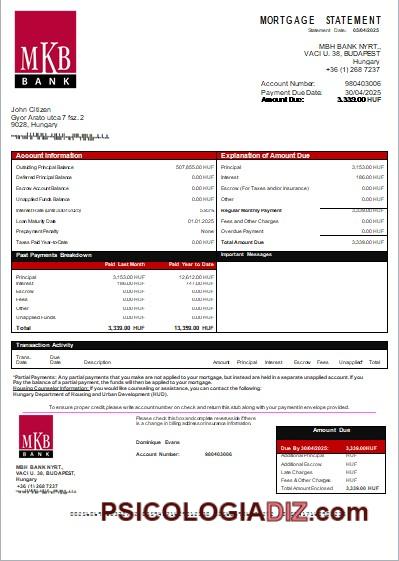 MKB
BANK
MORTGAGE STATEMENT
Statement Date: 03/04/2025
MBH BANK NYRT.,
VACI U. 38, BUDAPEST
Hungary
+36 (1) 268 7237
Account Number: 980403006
Payment Due Date: 30/04/2025
Amount Due: 3,339.00 HUF
John Citizen
Gyor Arato utca 7 fsz. 2
9028, Hungary
Account Information
Outsding Principal Balance 507,855.00 HUF
Deferred Principal Balance 0.00 HUF
Escrow Account Balance 0.00 HUF
Unapplied Funds Balance 0.00 HUF
Loan Maturity Date 01.01.2025
Prepayment Penalty None
Taxes Paid Year-to-Date 0.00 HUF
Explanation of Amount Due
Principal 3,153.00 HUF
Interest 186.00 HUF
Escrow (For Taxes and/or Insurance) 0.00 HUF
Other 0.00 HUF
Regular Monthly Payment 3,339.00 HUF
Fees and Other Charges 0.00 HUF
Overdue Payment 0.00 HUF
Total Amount Due 3,339.00 HUF
Past Payments Breakdown
Paid Last Month Paid Year to Date
Principal 3,153.00 HUF 12,612.00 HUF
Interest 186.00 HUF 747.00 HUF
Escrow 0.00 HUF 0.00 HUF
Fees 0.00 HUF 0.00 HUF
Other 0.00 HUF 0.00 HUF
Unapplied Funds 0.00 HUF 0.00 HUF
Total 3,339.00 HUF 13,359.00 HUF
Important Messages
Transaction Activity
Trans. Date Due Date Description Amount Principal Interest Escrow Fees Unapplied* Total
*Partial Payments: Any partial payments that you make are not applied to your mortgage, but instead are held in a separate unapplied account. If you
Pay the balance of a partial payment, the funds will then be applied to your mortgage.
Housing Counselor Information: If you would like counseling or assistance, you can contact the following:
Hungary Department of Housing and Urban Development (HUD).
To ensure proper credit, please write account number on check and return this stub along with your payment in envelope provided.
MKB
BANK
MBH BANK NYRT.,
VACI U. 38, BUDAPEST,
Hungary
+36 (1) 268 7237
Please check this box and complete reverse side if there
is a change in billing address or insurance information.
Dominique Evans
Account Number: 980403006
Amount Due
Due By 30/04/2025: 3,339.00HUF
Additional Principal HUF
Additional Escrow HUF
Late Charges HUF
Fees & Other Charges HUF
Total Amount Enclosed 3,339.00 HUF
PSICOLOGIADIZ.com